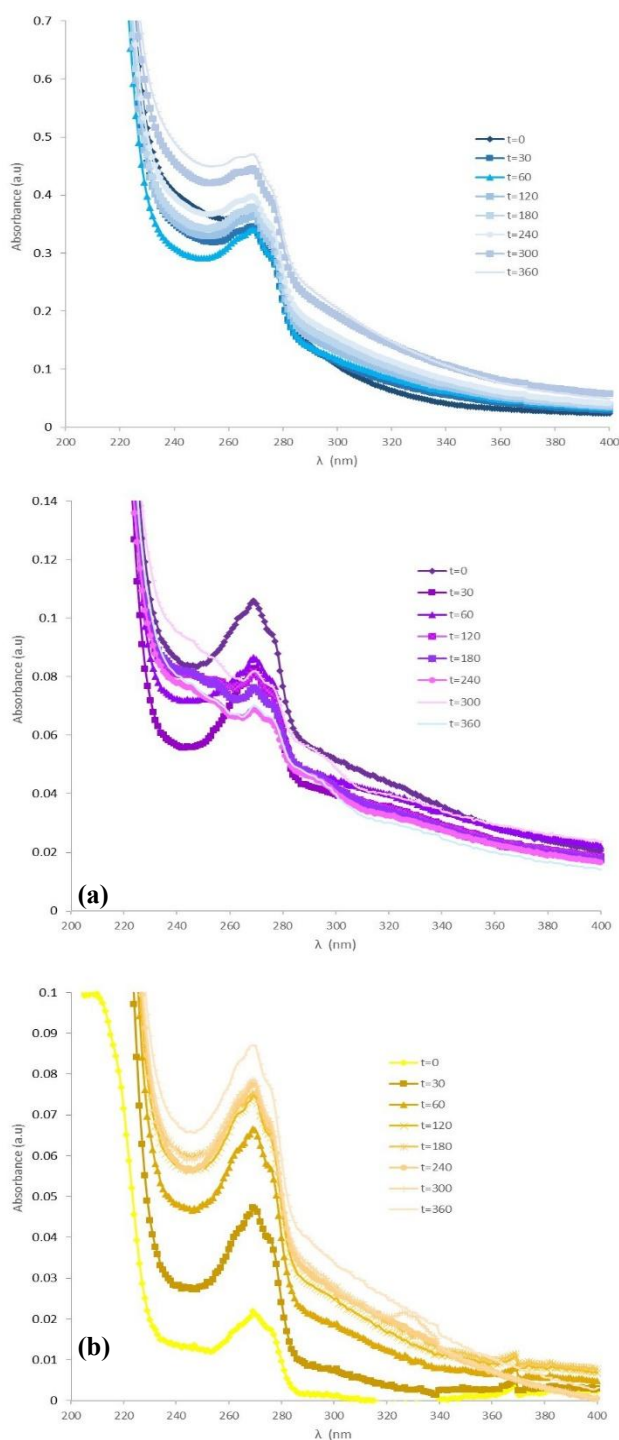 0.7
0.6
0.5
0.4
0.3
0.2
0.1
0
Absorbance (a.u)
200 220 240 260 280 300 320 340 360 380 400
λ (nm)
t=0
t=30
t=60
t=120
t=180
t=240
t=300
t=360
0.14
0.12
0.1
0.08
0.06
0.04
0.02
0
Absorbance (a.u)
(a)
200 220 240 260 280 300 320 340 360 380 400
λ (nm)
t=0
t=30
t=60
t=120
t=180
t=240
t=300
t=360
0.1
0.09
0.08
0.07
0.06
0.05
0.04
0.03
0.02
0.01
0
Absorbance (a.u)
(b)
200 220 240 260 280 300 320 340 360 380 400
λ (nm
t=0
t=30
t=60
t=120
t=180
t=240
t=300
t=360